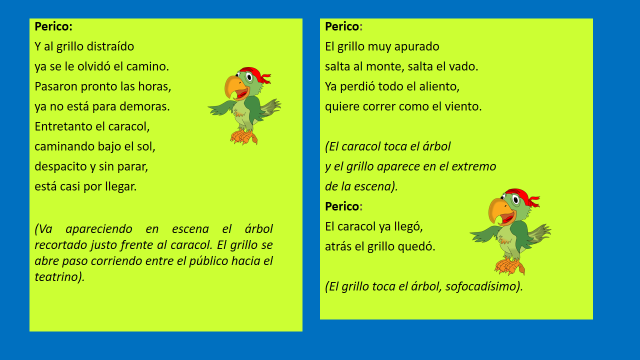 Perico:
Y al grillo distraído
ya se le olvidó el camino.
Pasaron pronto las horas,
ya no está para demoras.
Entretanto el caracol,
caminando bajo el sol,
despacito y sin parar,
está casi por llegar.
(Va apareciendo en escena el árbol
recortado justo frente al caracol. El grillo se
abre paso corriendo entre el público hacia el
teatrino).
Perico:
El grillo muy apurado
salta al monte, salta el vado.
Ya perdió todo el aliento,
quiere correr como el viento.
(El caracol toca el árbol
y el grillo aparece en el extremo
de la escena).
Perico:
El caracol ya llegó,
atrás el grillo quedó.
(El grillo toca el árbol, sofocadísimo).